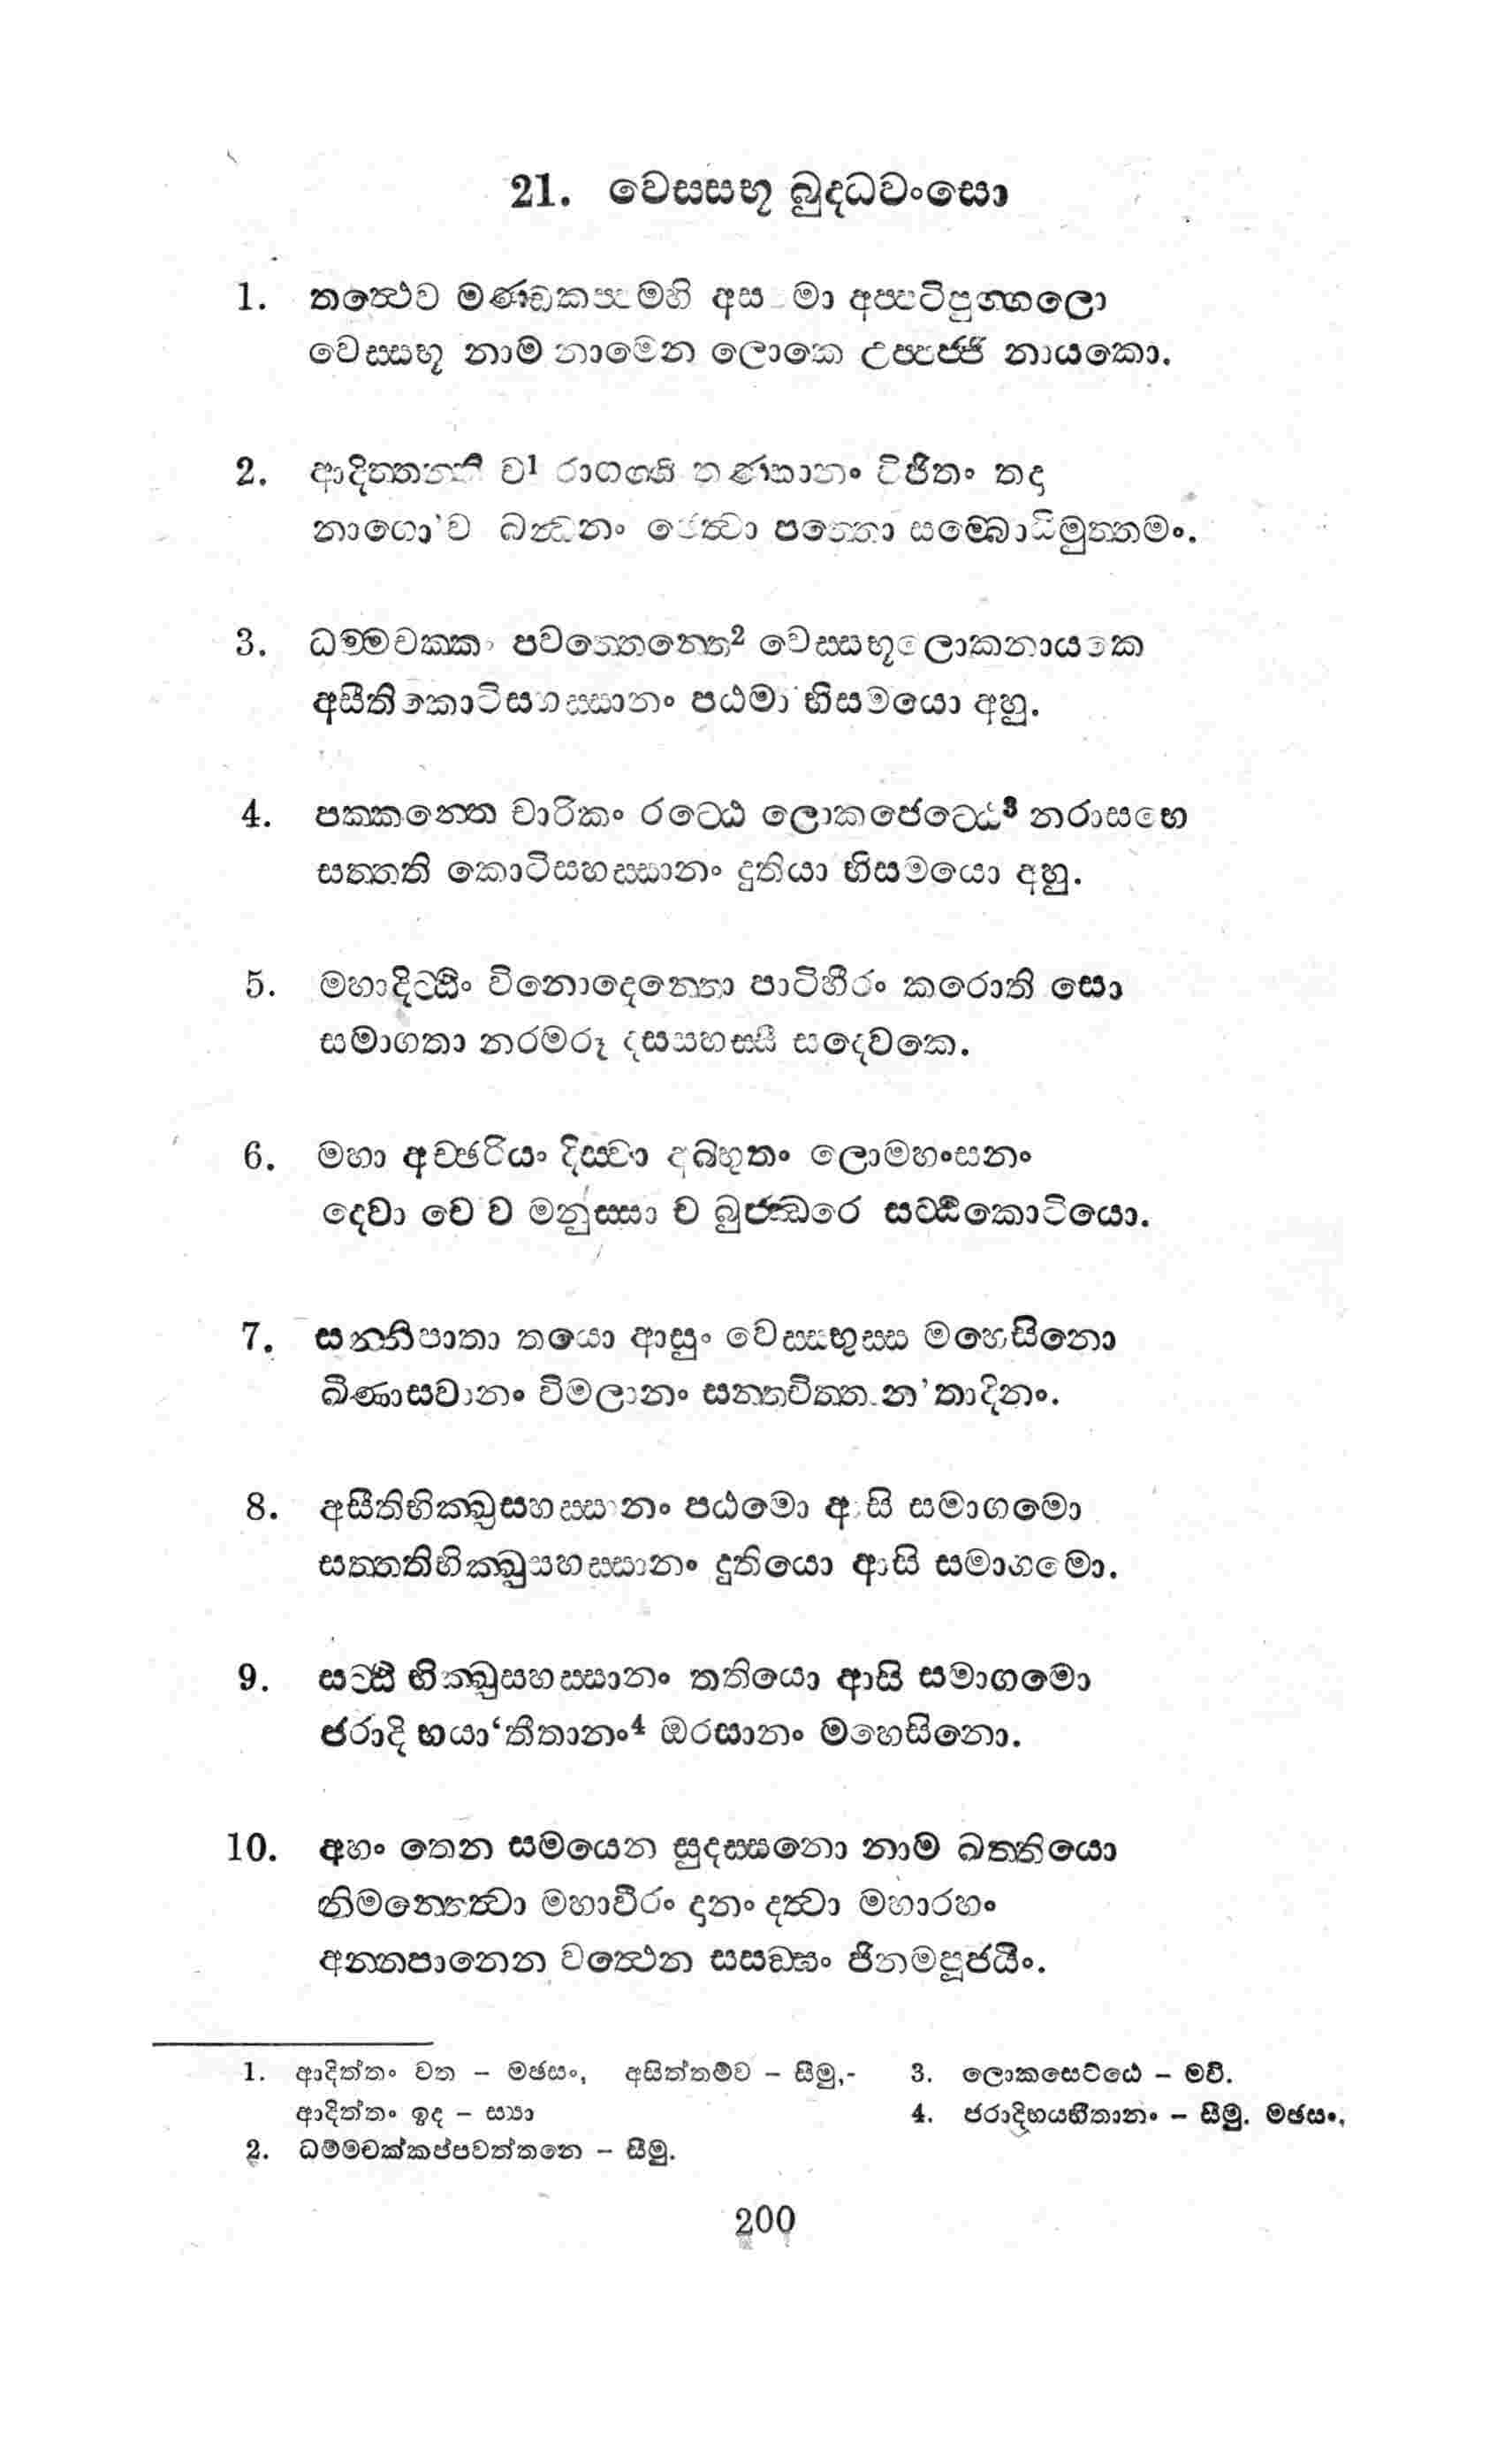 21. වෙස්සභූ බුද්ධවංසො
1. තත්ථෙව මණ්ඩකප්පම්හි අසමො අප්පටිපුග්ගලො
වෙස්සභූ නාම නාමෙන ලොකෙ උප්පජ්ජි නායකො.
2. ආදිත්තන්ති ව1 රාගග්ගි තණ්හානං විජිතං තදා
නාගො'ව බන්ධනං ඡෙත්වා පත්තො සම්බොධිමුත්තමං.
3. ධම්මචක්කං පවත්තෙන්තෙ2 වෙස්සභූලොකනායකෙ
අසීතිකොටිසහස්සානං පඨමා'භිසමයො අහු.
4. පක්කන්තෙ චාරිකං රට්ඨෙ ලොකජෙට්ඨෙ3 නරාසභෙ
සත්තති කොටිසහස්සානං දුතියා භිසමයො අහු.
5. මහාදිට්ඨිං විනොදෙන්තො පාටිහීරං කරොති සො
සමාගතා නරමරූ දසසහස්සී සදෙවකෙ.
6. මහා අච්ඡරියං දිස්වා අබ්භුතං ලොමහංසනං
දෙවා චෙ ව මනුස්සා ච බුජ්ඣරෙ සට්ඨිකොටියො.
7. සන්නිපාතා තයො ආසුං වෙස්සභුස්ස මහෙසිනො
ඛීණාසවානං විමලානං සන්තචිත්තාන'තාදිනං.
8. අසීතිභික්ඛුසහස්සානං පඨමො ආසි සමාගමො
සත්තතිභික්ඛුසහස්සානං දුතියො ආසි සමාගමො.
9. සට්ඨි භික්ඛුසහස්සානං තතියො ආසි සමාගමො
ජරාදි භයා‘තීතානං4 ඔරසානං මහෙසිනො.
10. අහං තෙන සමයෙන සුදස්සනො නාම ඛත්තියො
නිමන්තෙත්වා මහාවීරං දානං දත්වා මහාරහං
අන්නපානෙන වත්ථෙන සසඞ්ඝං ජිනමපූජයිං.
1. ආදිත්තං වත – මඡසං, අසිත්තම්ව – සීමු,-
ආදිත්තං ඉද – ස්‍යා
2. ධම්මචක්කප්පවත්තනෙ – සීමු.
3. ලොකසෙට්ඨෙ – මවි.
4. ජරාදිභයභීතානං – සීමු. මඡසං,
200